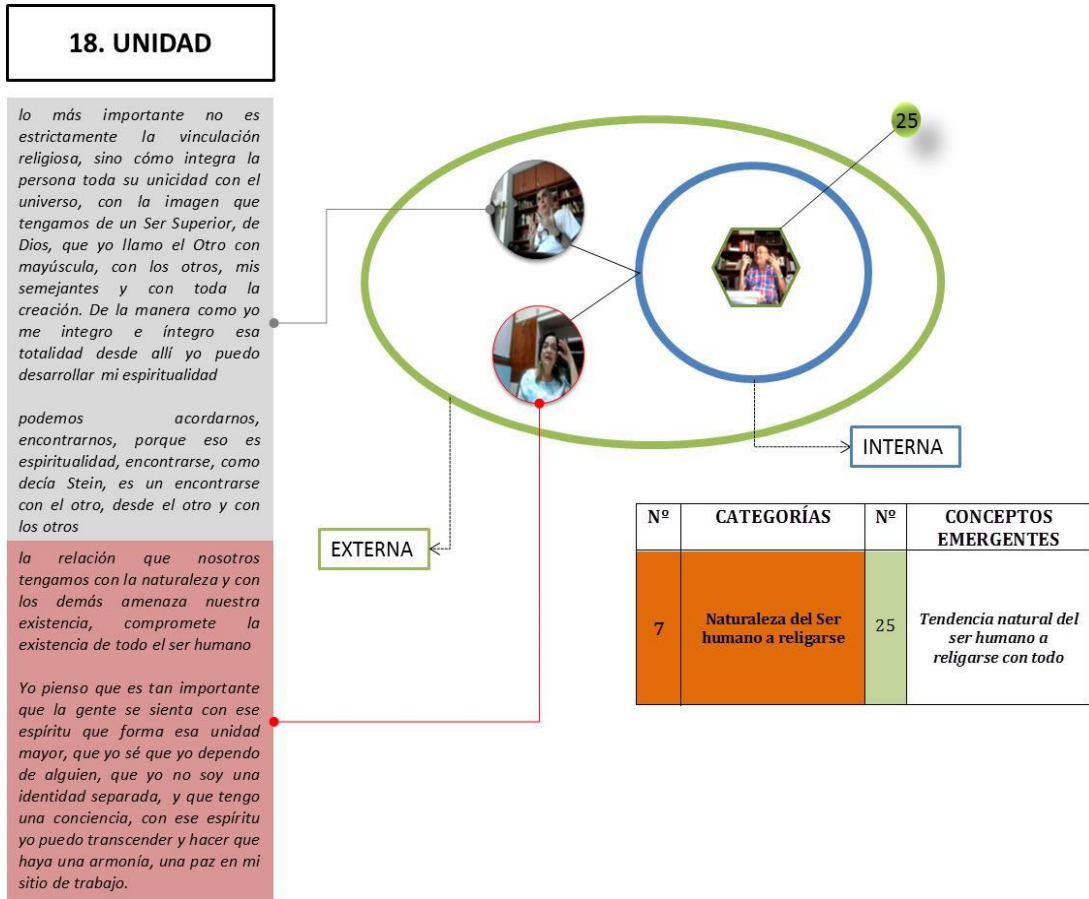 18. UNIDAD
lo más importante no es
estrictamente la vinculación
religiosa, sino cómo integra la
persona toda su unicidad con el
universo, con la imagen que
tengamos de un Ser Superior, de
Dios, que yo llamo el Otro con
mayúscula, con los otros, mis
semejantes y con toda la
creación. De la manera como yo
me integro e íntegro esa
totalidad desde allí yo puedo
desarrollar mi espiritualidad
podemos acordarnos,
encontrarnos, porque eso es
espiritualidad, encontrarse, como
decía Stein, es un encontrarse
con el otro, desde el otro y con
los otros
la relación que nosotros
tengamos con la naturaleza y con
los demás amenaza nuestra
existencia, compromete la
existencia de todo el ser humano
Yo pienso que es tan importante
que la gente se sienta con ese
espíritu que forma esa unidad
mayor, que yo sé que yo dependo
de alguien, que yo no soy una
identidad separada, y que tengo
una conciencia, con ese espíritu
yo puedo transcender y hacer que
haya una armonía, una paz en mi
sitio de trabajo.
25
INTERNA
EXTERNA
Nº CATEGORÍAS Nº CONCEPTOS
EMERGENTES
7 Naturaleza del Ser
humano a religarse
25 Tendencia natural del
ser humano a
religarse con todo